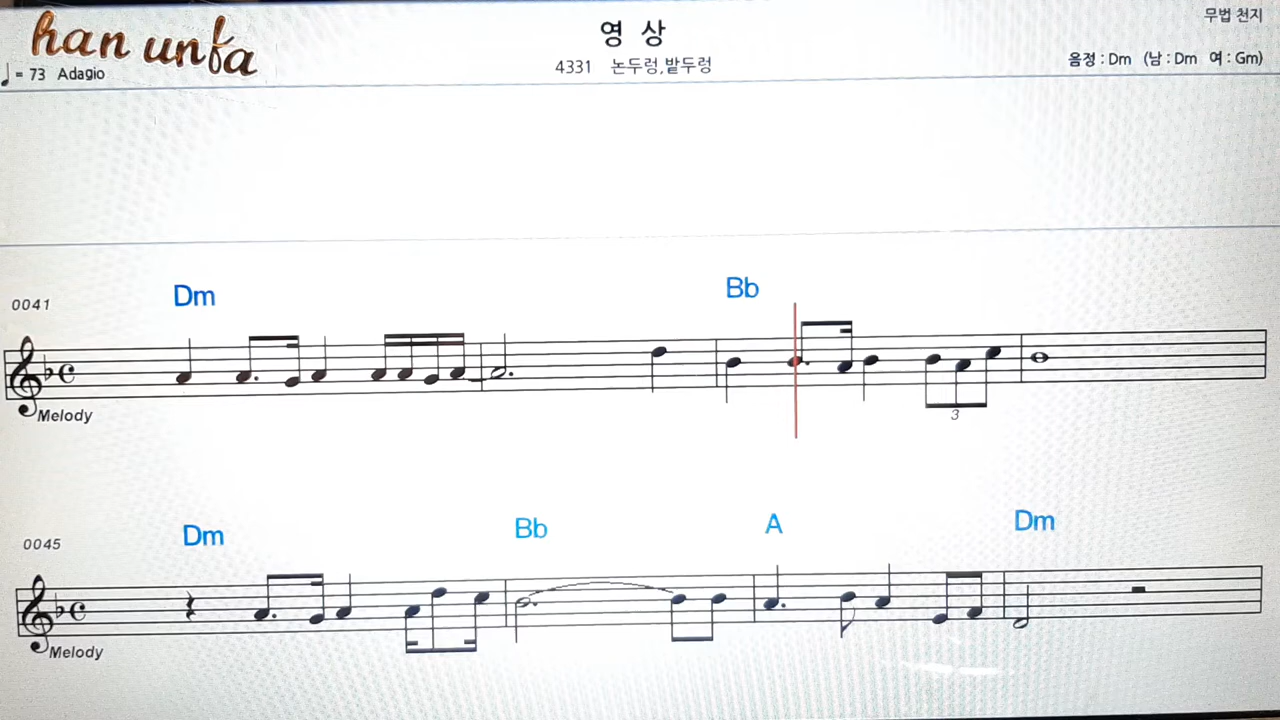 han unfa
무법 천지
영 상
♩ = 73 Adagio
4331 논두렁,밭두렁
음정 : Dm (남 : Dm 여 : Gm)
0041
Dm
Bb
Melody
3
0045
Dm
Bb
A
Dm
Melody